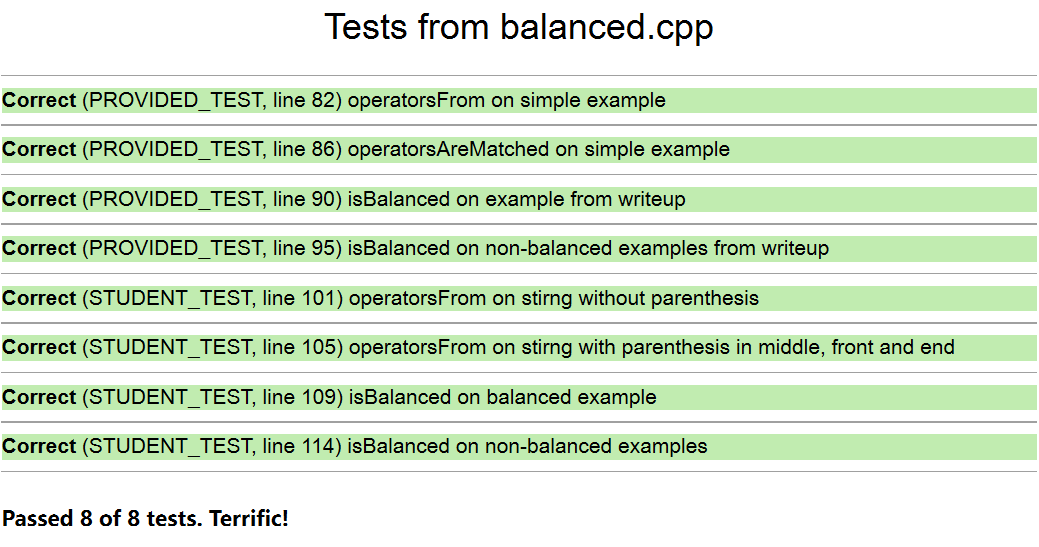 Tests from balanced.cpp
Correct (PROVIDED_TEST, line 82) operatorsFrom on simple example
Correct (PROVIDED_TEST, line 86) operatorsAreMatched on simple example
Correct (PROVIDED_TEST, line 90) isBalanced on example from writeup
Correct (PROVIDED_TEST, line 95) isBalanced on non-balanced examples from writeup
Correct (STUDENT_TEST, line 101) operatorsFrom on stirng without parenthesis
Correct (STUDENT_TEST, line 105) operatorsFrom on stirng with parenthesis in middle, front and end
Correct (STUDENT_TEST, line 109) isBalanced on balanced example
Correct (STUDENT_TEST, line 114) isBalanced on non-balanced examples
Passed 8 of 8 tests. Terrific!